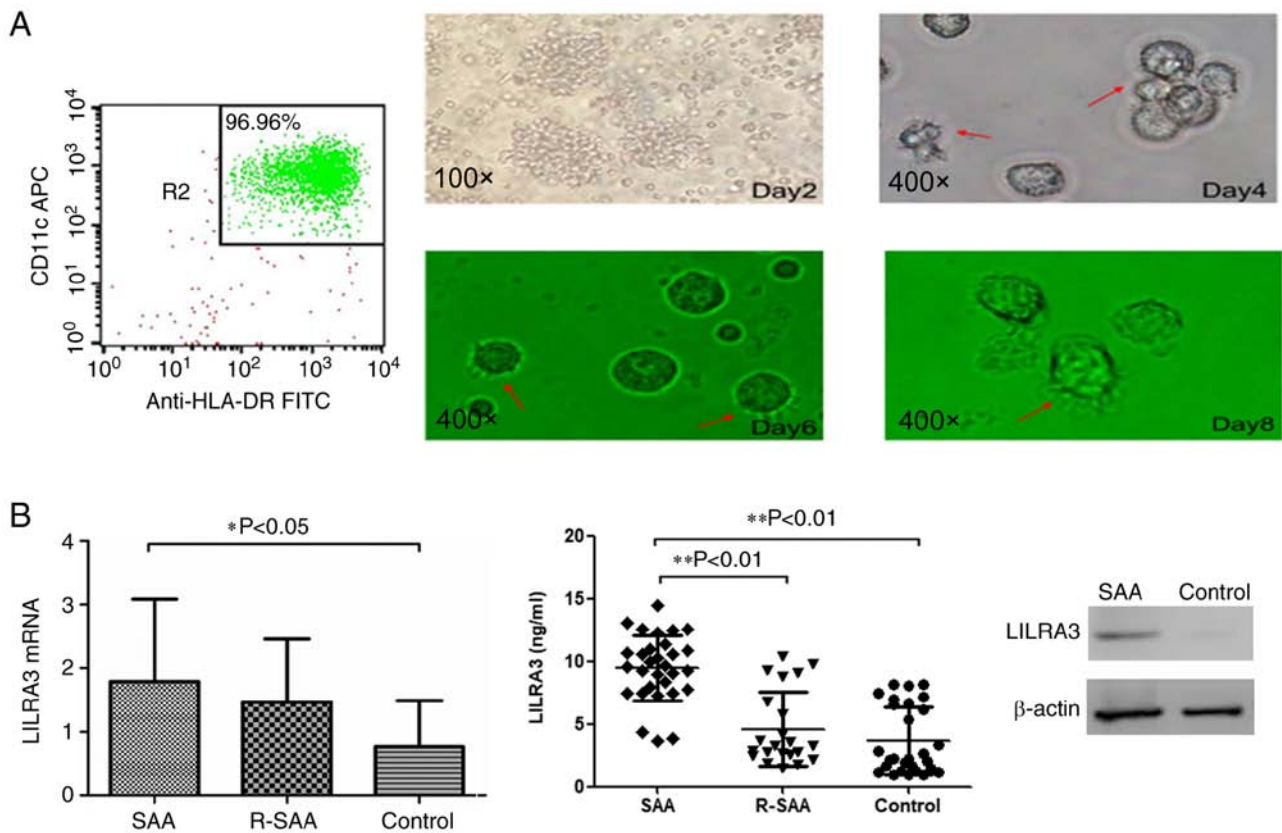 A
96.96%
R2
CD11c APC
10⁴
10³
10²
10¹
10⁰
10⁰ 10¹ 10² 10³ 10⁴
Anti-HLA-DR FITC
100×
Day2
400×
Day4
400×
Day6
400×
Day8
B
*P<0.05
LILRA3 mRNA
4
3
2
1
0
SAA R-SAA Control
**P<0.01
**P<0.01
LILRA3 (ng/ml)
20
15
10
5
0
SAA R-SAA Control
SAA Control
LILRA3
β-actin